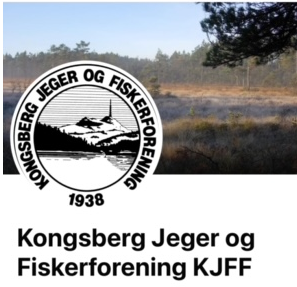 KONGSBERG JEGER OG FISKERFORENING
1938
Kongsberg Jeger og
Fiskerforening KJFF